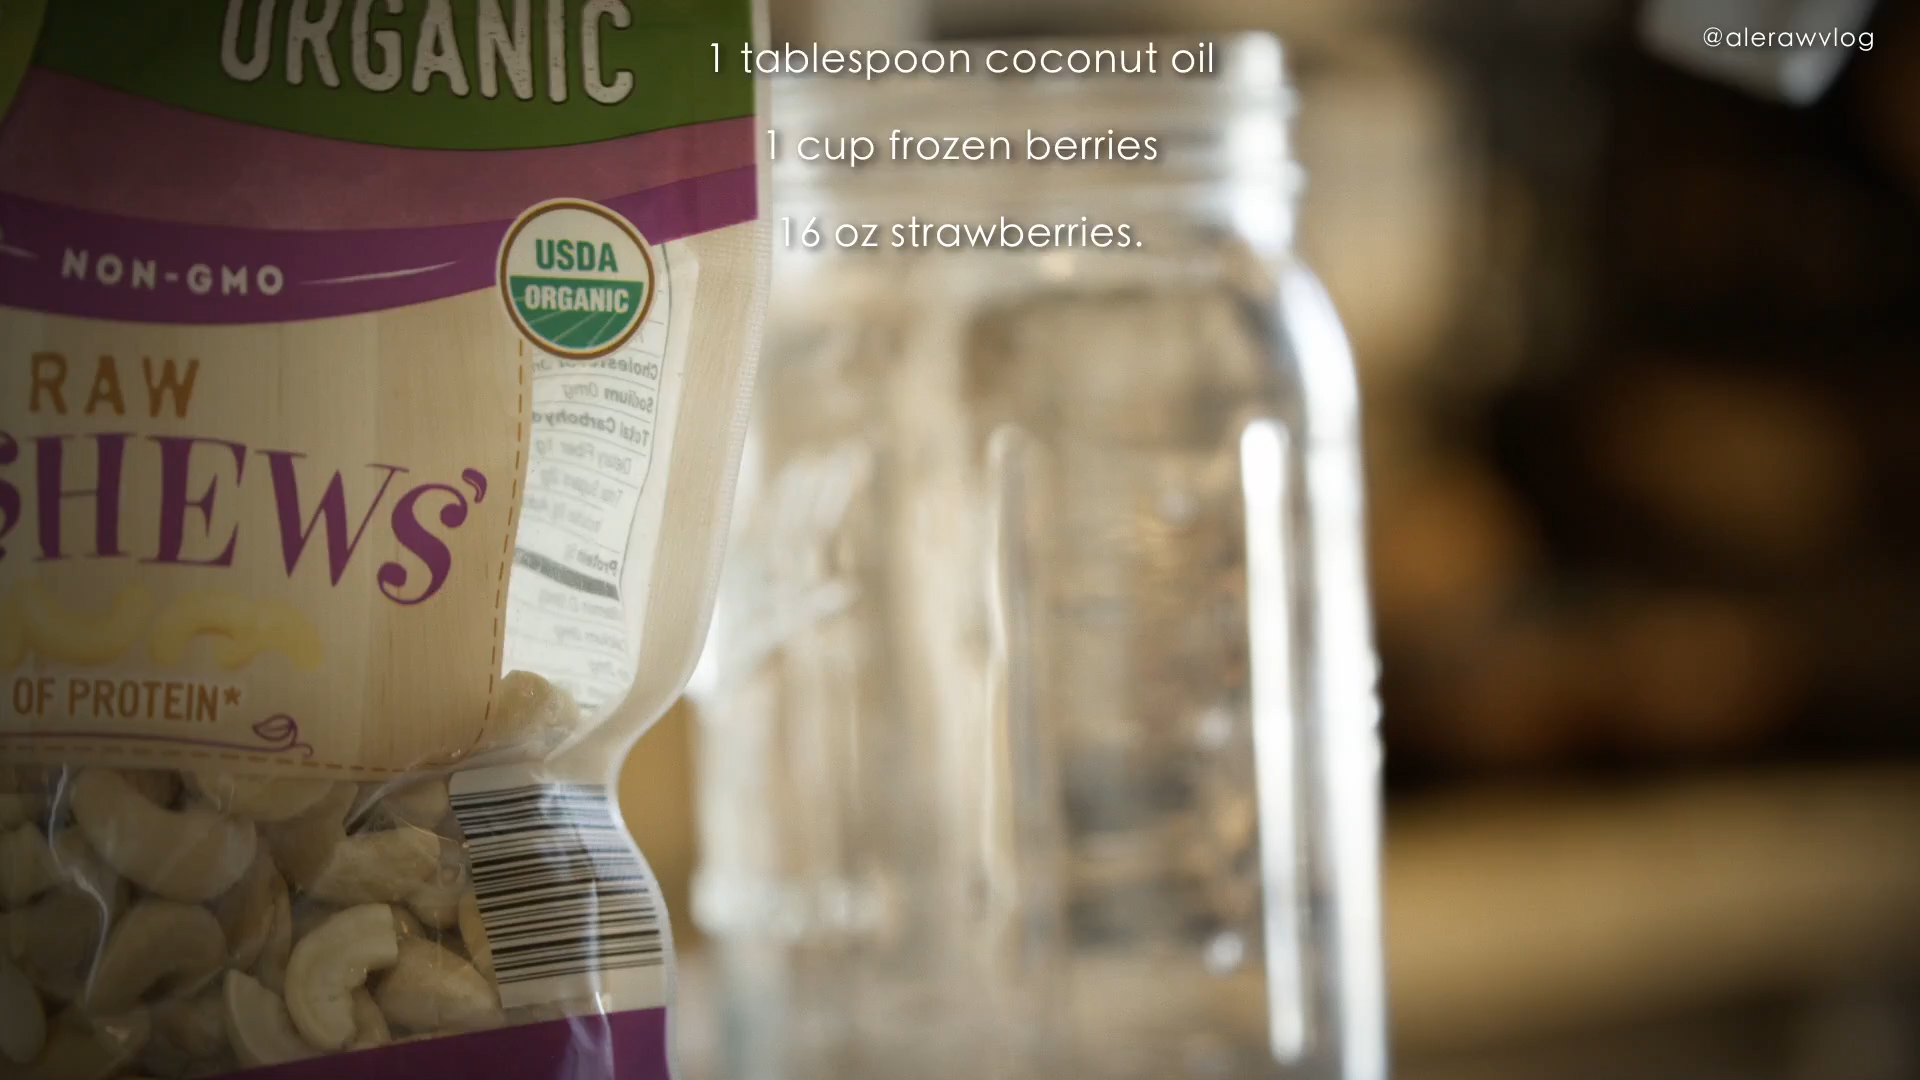 ORGANIC
NON-GMO
USDA
ORGANIC
RAW
SHEWS'
OF PROTEIN*
1 tablespoon coconut oil
1 cup frozen berries
16 oz strawberries.
@alerawvlog
Sodium 0mg
Protein